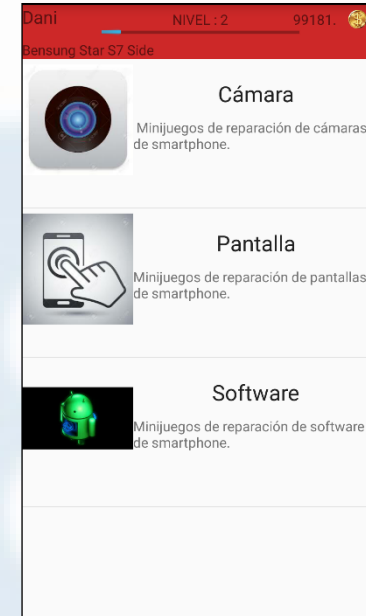 Dani NIVEL : 2 99181.
Bensung Star S7 Side
Cámara
Minijuegos de reparación de cámaras
de smartphone.
Pantalla
Minijuegos de reparación de pantallas
de smartphone.
Software
Minijuegos de reparación de software
de smartphone.